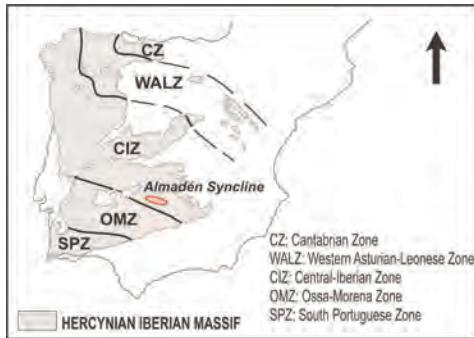 CZ
WALZ
CIZ
Almadén Syncline
OMZ
SPZ
CZ: Cantabrian Zone
WALZ: Western Asturian-Leonese Zone
CIZ: Central-Iberian Zone
OMZ: Ossa-Morena Zone
SPZ: South Portuguese Zone
HERCYNIAN IBERIAN MASSIF